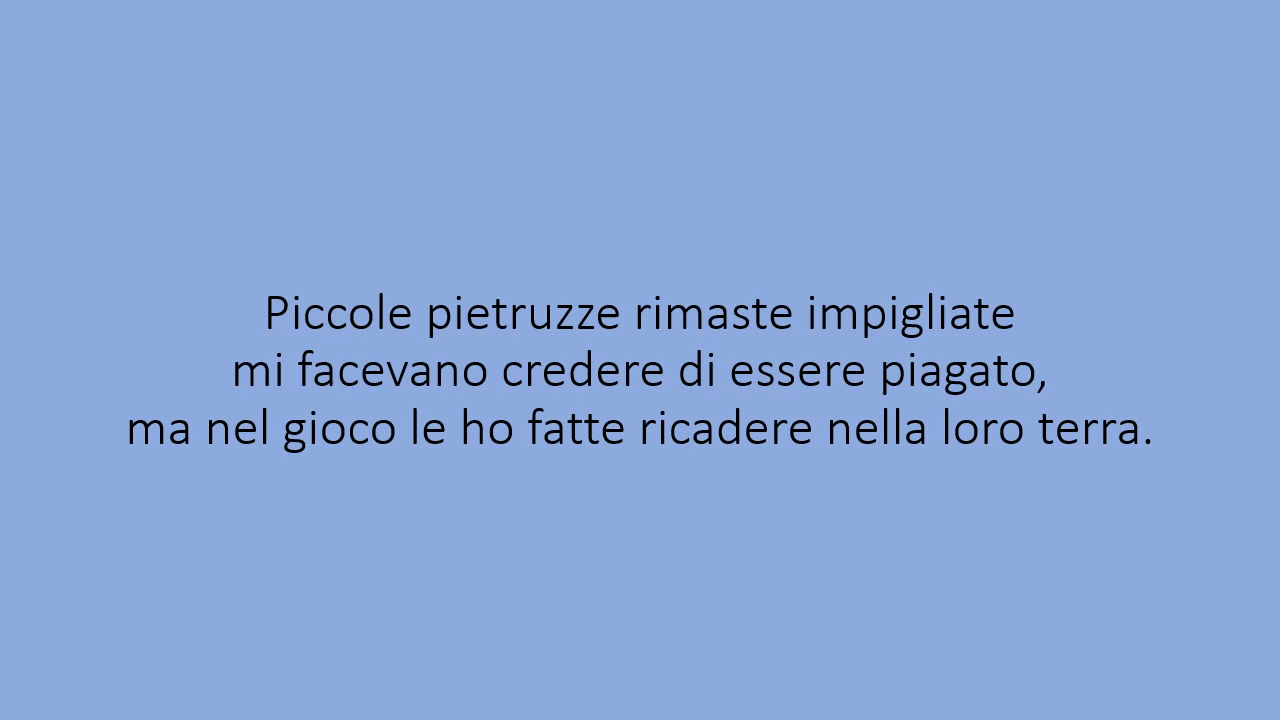 Piccole pietruzze rimaste impigliate
mi facevano credere di essere piagato,
ma nel gioco le ho fatte ricadere nella loro terra.